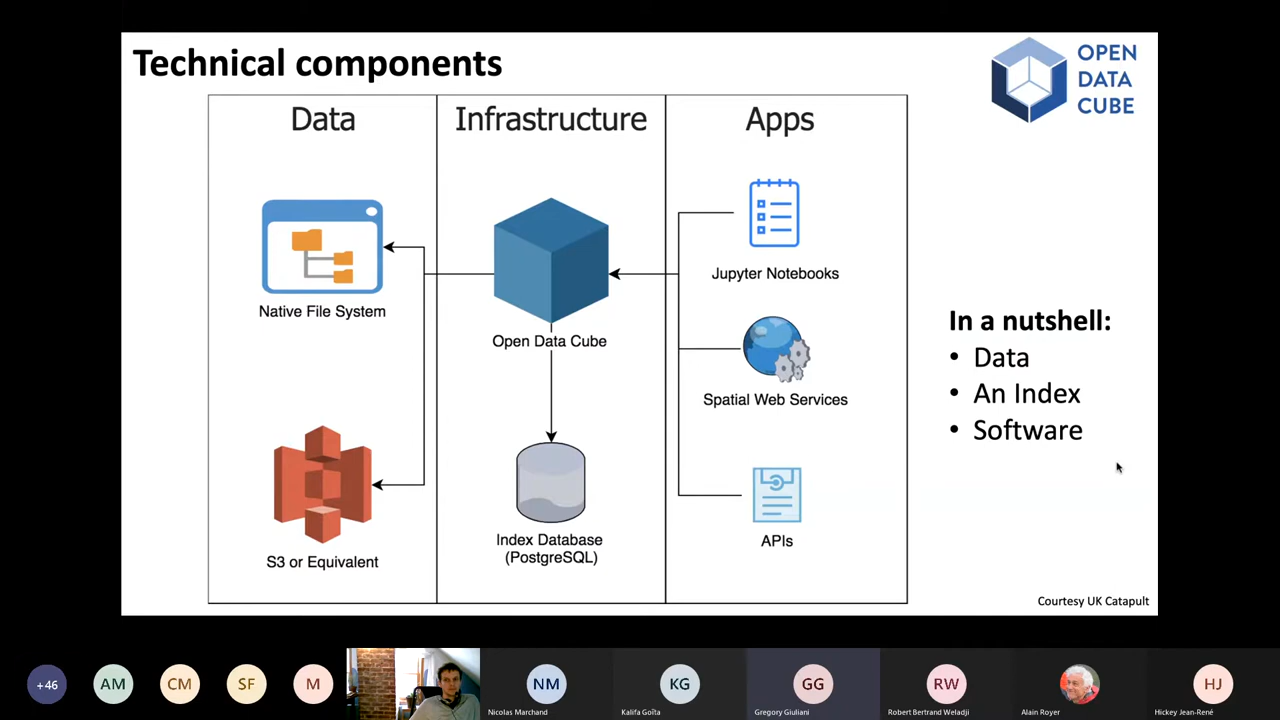 Technical components
OPEN
DATA
CUBE
Data
Infrastructure
Apps
Native File System
Open Data Cube
Jupyter Notebooks
Spatial Web Services
S3 or Equivalent
Index Database
(PostgreSQL)
APIs
In a nutshell:
• Data
• An Index
• Software
Courtesy UK Catapult
+46
AM
CM
SF
M
NM
KG
GG
RW
HJ
Nicolas Marchand
Kalifa Goïta
Gregory Giuliani
Robert Bertrand Weladji
Alain Royer
Hickey Jean-René